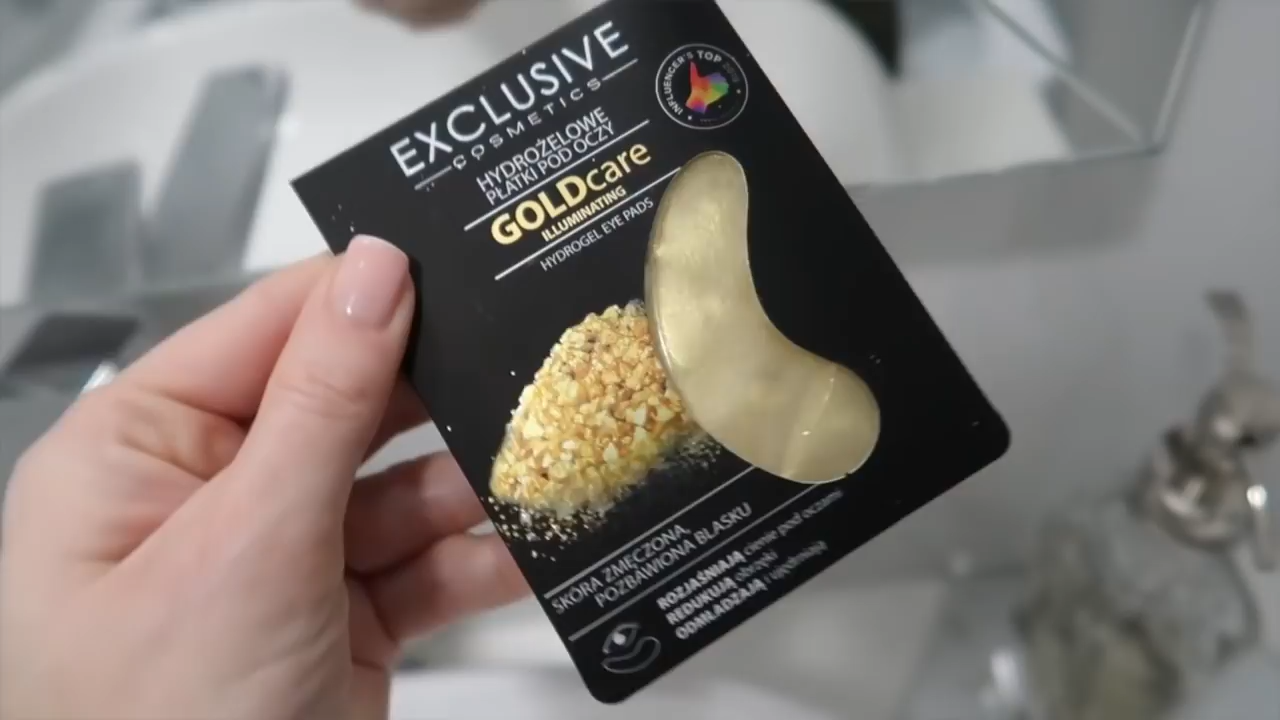 EXCLUSIVE
COSMETICS
INFLUENCER'S TOP
HYDROŻELOWE
PŁATKI POD OCZY
GOLDcare
ILLUMINATING
HYDROGEL EYE PADS
SKÓRA ZMĘCZONA,
POZBAWIONA BLASKU
ROZJAŚNIAJĄ cienie pod oczami
REDUKUJĄ obrzęki
ODMŁADZAJĄ i ujędrniają